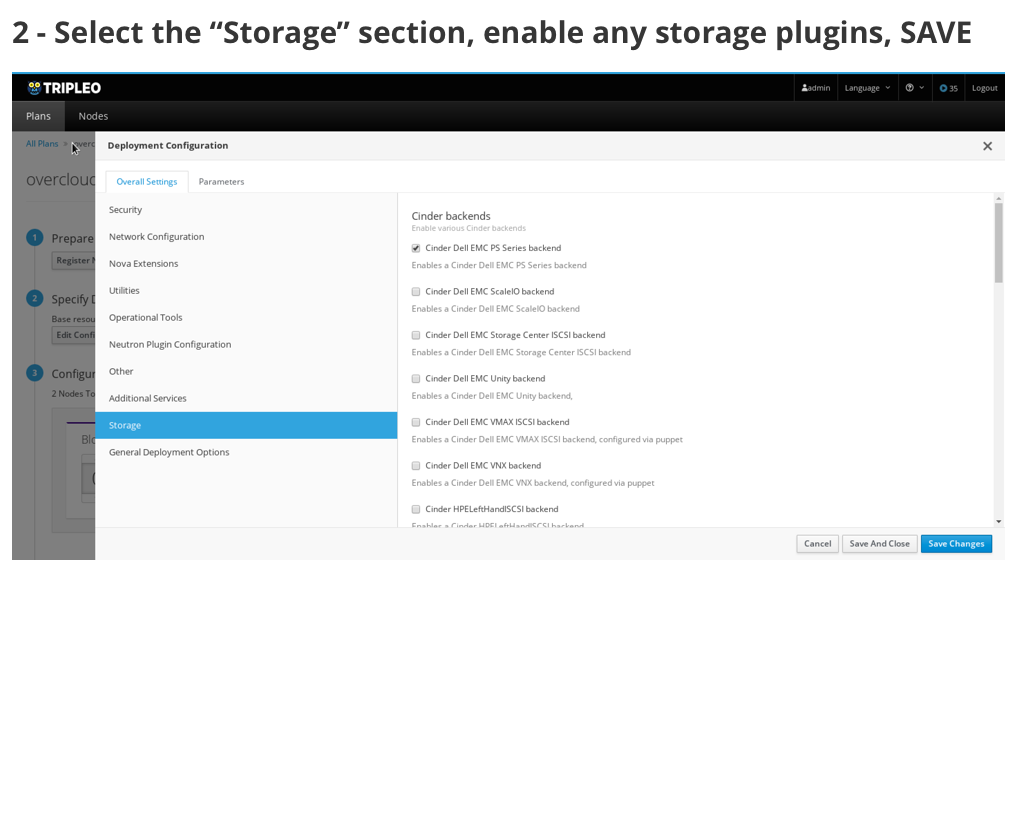 2 - Select the “Storage” section, enable any storage plugins, SAVE
TRIPLEO
admin
Language
35
Logout
Plans
Nodes
All Plans
Deployment Configuration
overcloud
Overall Settings
Parameters
Security
Network Configuration
Nova Extensions
Utilities
Operational Tools
Neutron Plugin Configuration
Other
Additional Services
Storage
General Deployment Options
1
Prepare
Register
2
Specify
Base
Edit
3
2 Nodes
Cinder backends
Enable various Cinder backends
Cinder Dell EMC PS Series backend
Enables a Cinder Dell EMC PS Series backend
Cinder Dell EMC ScaleIO backend
Enables a Cinder Dell EMC ScaleIO backend
Cinder Dell EMC Storage Center ISCSI backend
Enables a Cinder Dell EMC Storage Center ISCSI backend
Cinder Dell EMC Unity backend
Enables a Cinder Dell EMC Unity backend,
Cinder Dell EMC VMAX ISCSI backend
Enables a Cinder Dell EMC VMAX ISCSI backend, configured via puppet
Cinder Dell EMC VNX backend
Enables a Cinder Dell EMC VNX backend, configured via puppet
Cinder HPELeftHandISCSI backend
Enables a Cinder HPELeftHandISCSI backend
Cancel
Save And Close
Save Changes